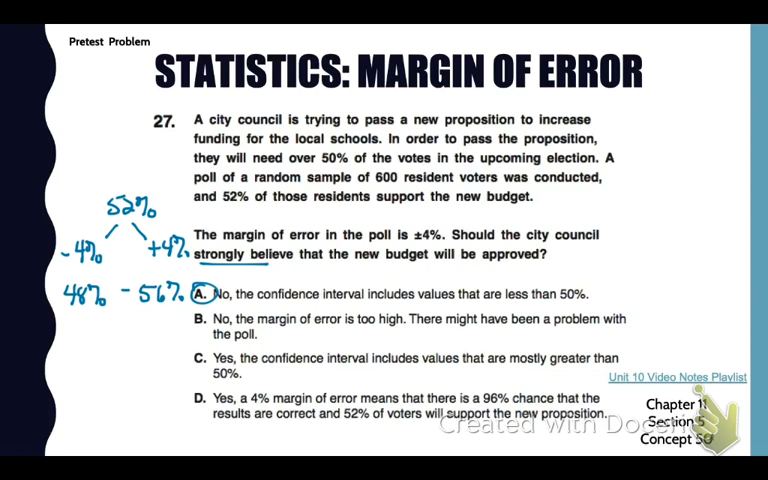 Pretest Problem
STATISTICS: MARGIN OF ERROR
27. A city council is trying to pass a new proposition to increase
funding for the local schools. In order to pass the proposition,
they will need over 50% of the votes in the upcoming election. A
poll of a random sample of 600 resident voters was conducted,
and 52% of those residents support the new budget.
52%
-4% +4%
48% - 56%
The margin of error in the poll is ±4%. Should the city council
strongly believe that the new budget will be approved?
A. No, the confidence interval includes values that are less than 50%.
B. No, the margin of error is too high. There might have been a problem with
the poll.
C. Yes, the confidence interval includes values that are mostly greater than
50%.
D. Yes, a 4% margin of error means that there is a 96% chance that the
results are correct and 52% of voters will support the new proposition.
Unit 10 Video Notes Playlist
Chapter 11
Section 5
Concept 50
Created with